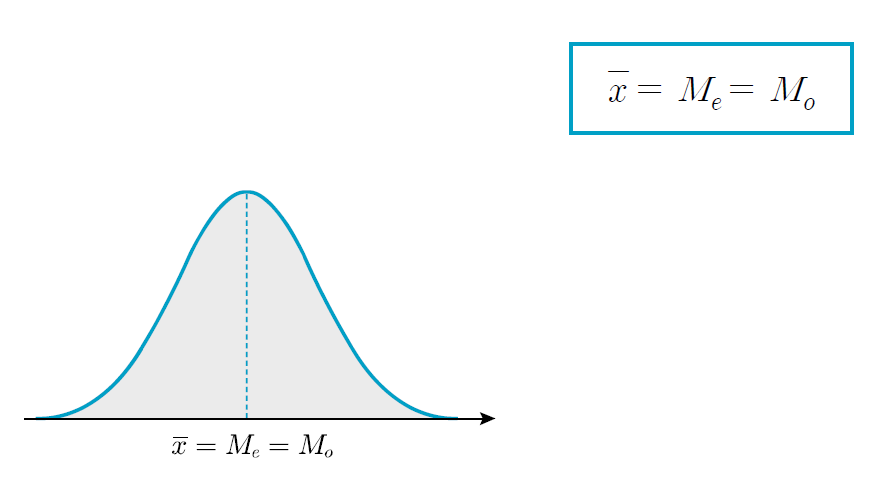 x̅ = Mₑ = Mₒ
x̅ = Mₑ = Mₒ